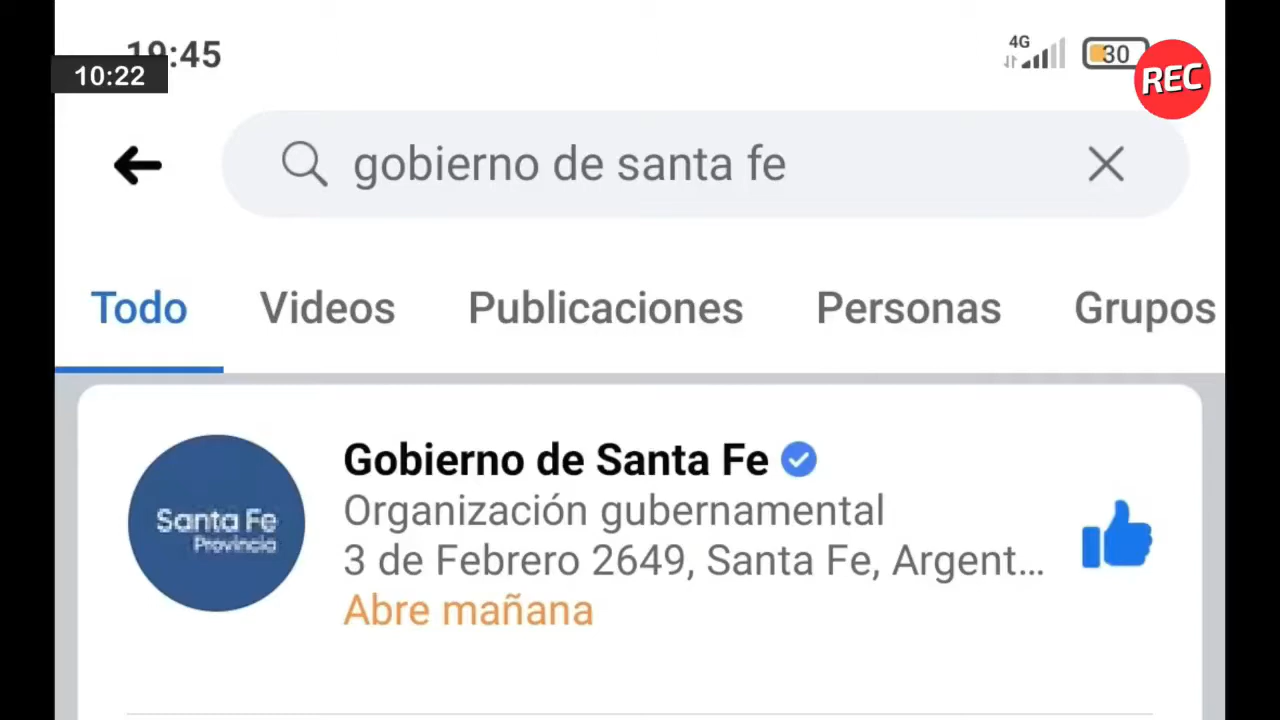 19:45
10:22
4G
30
REC
gobierno de santa fe
Todo
Videos
Publicaciones
Personas
Grupos
Gobierno de Santa Fe
Organización gubernamental
3 de Febrero 2649, Santa Fe, Argent...
Abre mañana
Santa Fe
Provincia